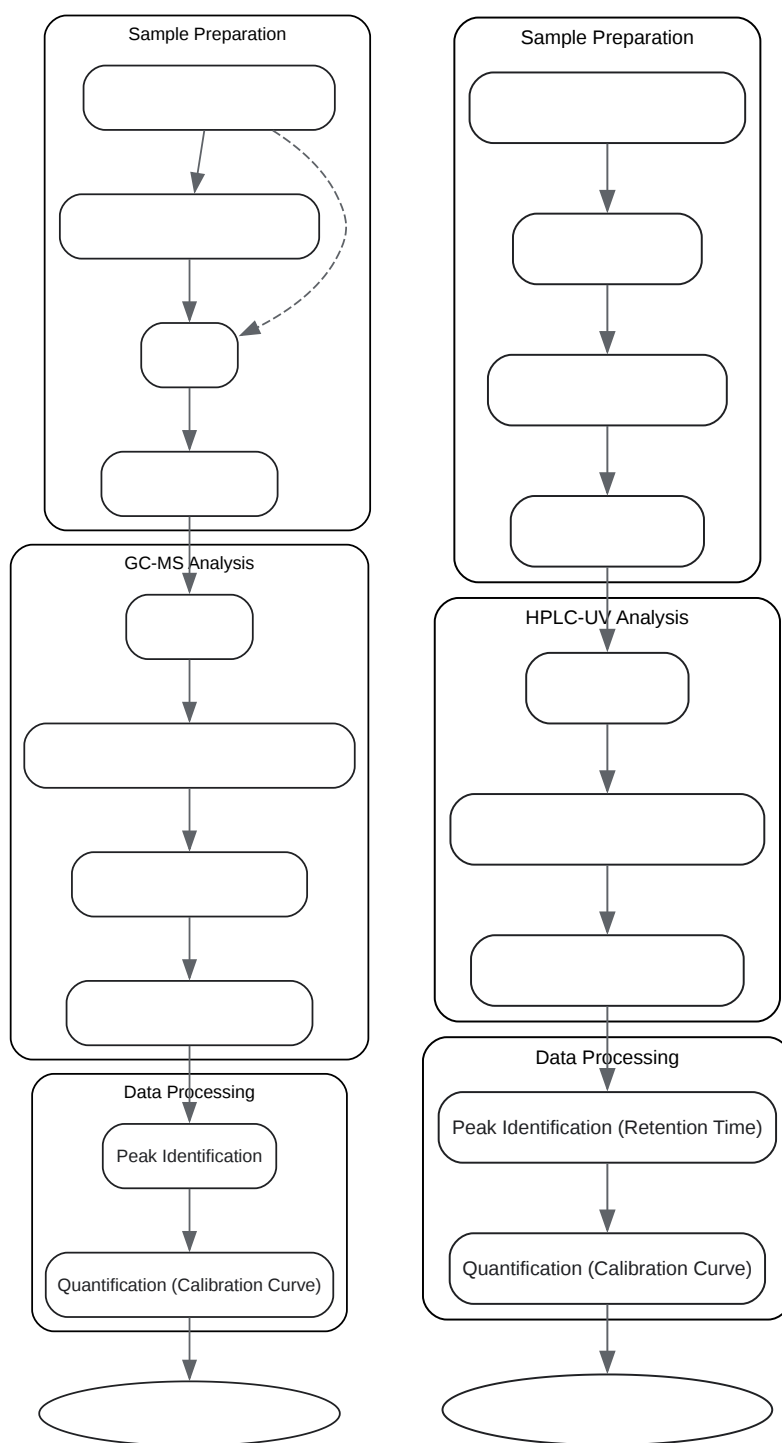 Sample Preparation
GC-MS Analysis
Data Processing
Peak Identification
Quantification (Calibration Curve)
Sample Preparation
HPLC-UV Analysis
Data Processing
Peak Identification (Retention Time)
Quantification (Calibration Curve)